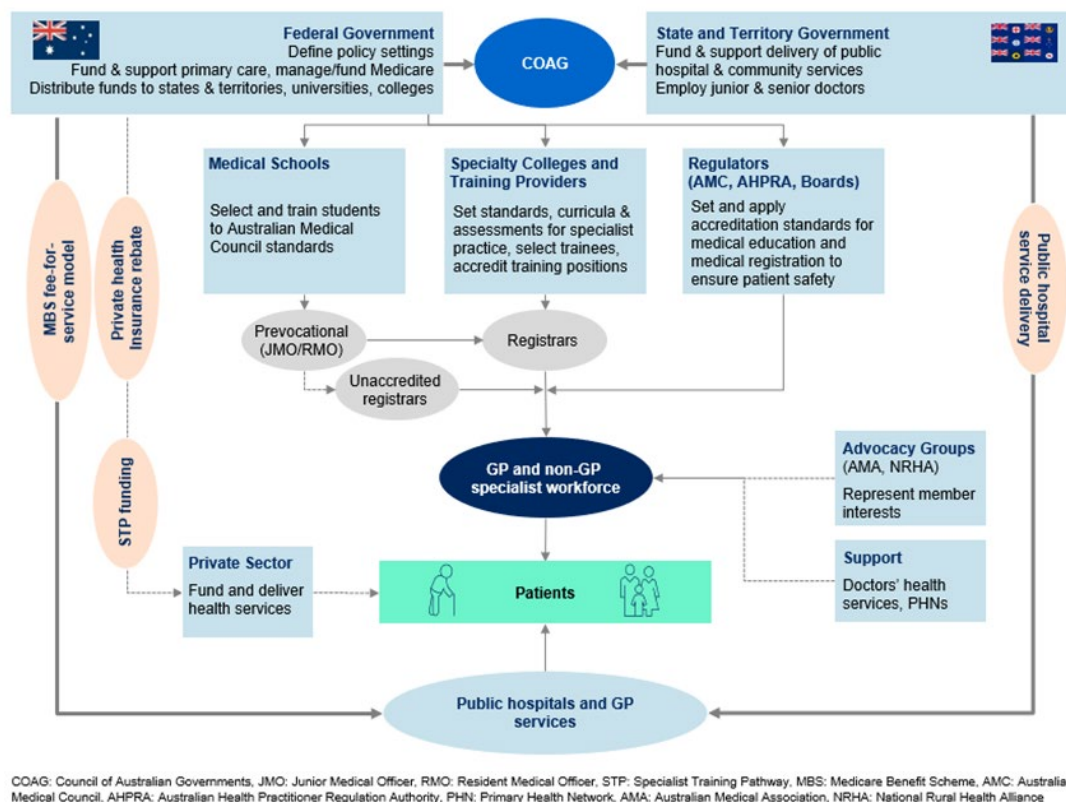 Federal Government
Define policy settings
Fund & support primary care, manage/fund Medicare
Distribute funds to states & territories, universities, colleges
COAG
State and Territory Government
Fund & support delivery of public
hospital & community services
Employ junior & senior doctors
Medical Schools
Select and train students
to Australian Medical
Council standards
Specialty Colleges and
Training Providers
Set standards, curricula &
assessments for specialist
practice, select trainees,
accredit training positions
Regulators
(AMC, AHPRA, Boards)
Set and apply
accreditation standards for
medical education and
medical registration to
ensure patient safety
MBS fee-for-
service model
Private health
Insurance rebate
Public hospital
service delivery
Prevocational
(JMO/RMO)
Registrars
Unaccredited
registrars
STP funding
GP and non-GP
specialist workforce
Advocacy Groups
(AMA, NRHA)
Represent member
interests
Private Sector
Fund and deliver
health services
Patients
Support
Doctors' health
services, PHNs
Public hospitals and GP
services
COAG: Council of Australian Governments, JMO: Junior Medical Officer, RMO: Resident Medical Officer, STP: Specialist Training Pathway, MBS: Medicare Benefit Scheme, AMC: Australia
Medical Council, AHPRA: Australian Health Practitioner Regulation Authority, PHN: Primary Health Network, AMA: Australian Medical Association, NRHA: National Rural Health Alliance